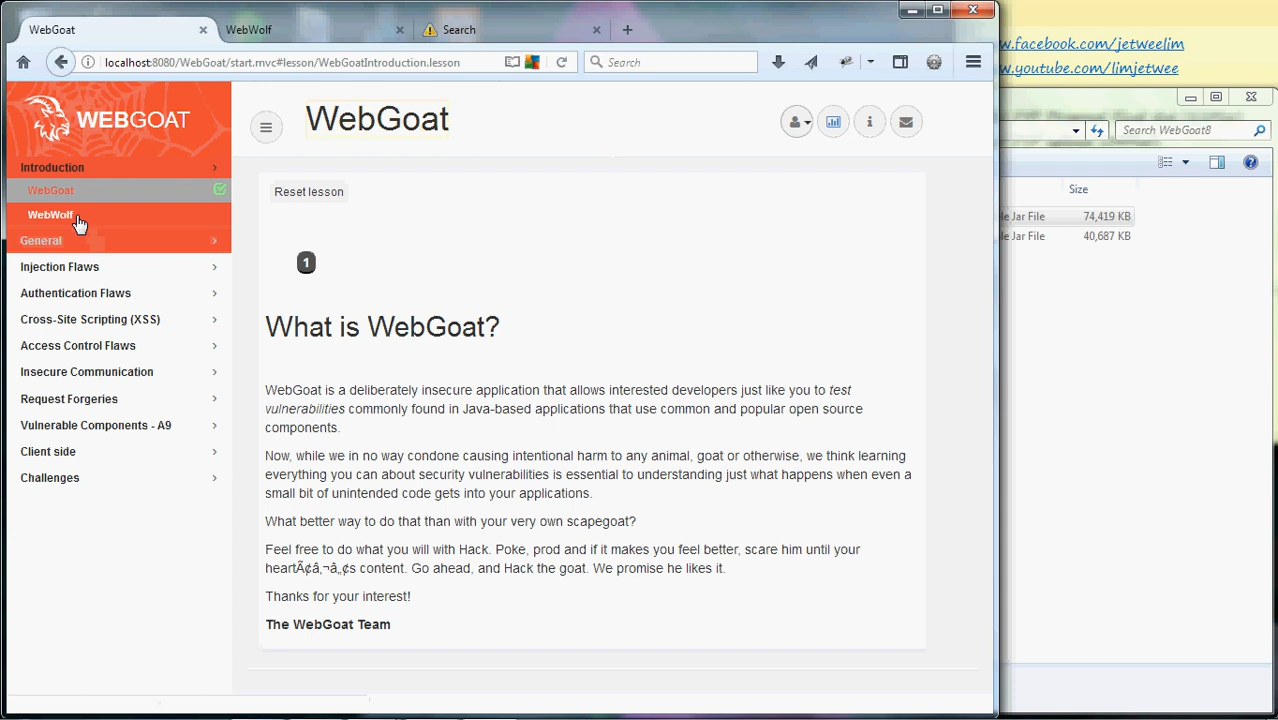 WebGoat
WebWolf
Search
w.facebook.com/jetweelim
w.youtube.com/limjetwee
localhost:8080/WebGoat/start.mvc#lesson/WebGoatIntroduction.lesson
Search
WEBGOAT
WebGoat
Search WebGoat8
Introduction
WebGoat
WebWolf
General
Injection Flaws
Authentication Flaws
Cross-Site Scripting (XSS)
Access Control Flaws
Insecure Communication
Request Forgeries
Vulnerable Components - A9
Client side
Challenges
Reset lesson
1
What is WebGoat?
WebGoat is a deliberately insecure application that allows interested developers just like you to test
vulnerabilities commonly found in Java-based applications that use common and popular open source
components.
Now, while we in no way condone causing intentional harm to any animal, goat or otherwise, we think learning
everything you can about security vulnerabilities is essential to understanding just what happens when even a
small bit of unintended code gets into your applications.
What better way to do that than with your very own scapegoat?
Feel free to do what you will with Hack. Poke, prod and if it makes you feel better, scare him until your
heartÃ¢â‚¬â„¢s content. Go ahead, and Hack the goat. We promise he likes it.
Thanks for your interest!
The WebGoat Team
Size
le Jar File 74,419 KB
le Jar File 40,687 KB